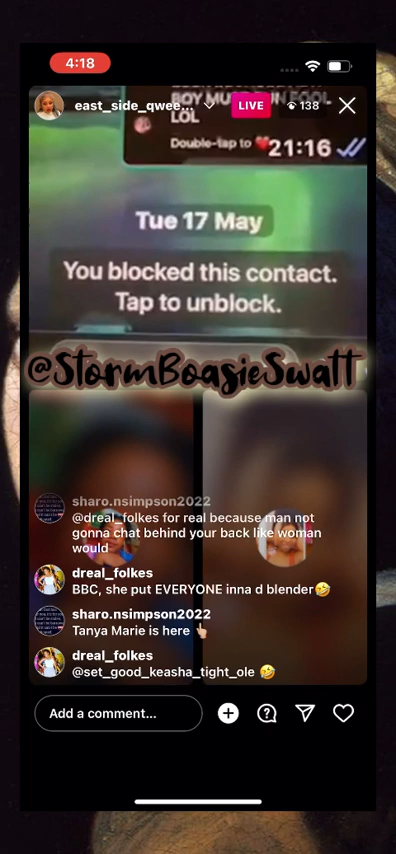 4:18
east_side_qwee...
LIVE
138
BOY MUST RUN FOOL
LOL
Double-tap to ❤️
21:16
Tue 17 May
You blocked this contact.
Tap to unblock.
@StormBoasieSwatt
sharo.nsimpson2022
@dreal_folkes for real because man not
gonna chat behind your back like woman
would
dreal_folkes
BBC, she put EVERYONE inna d blender🤣
sharo.nsimpson2022
Tanya Marie is here 👆🏼
dreal_folkes
@set_good_keasha_tight_ole 🤣
Add a comment...